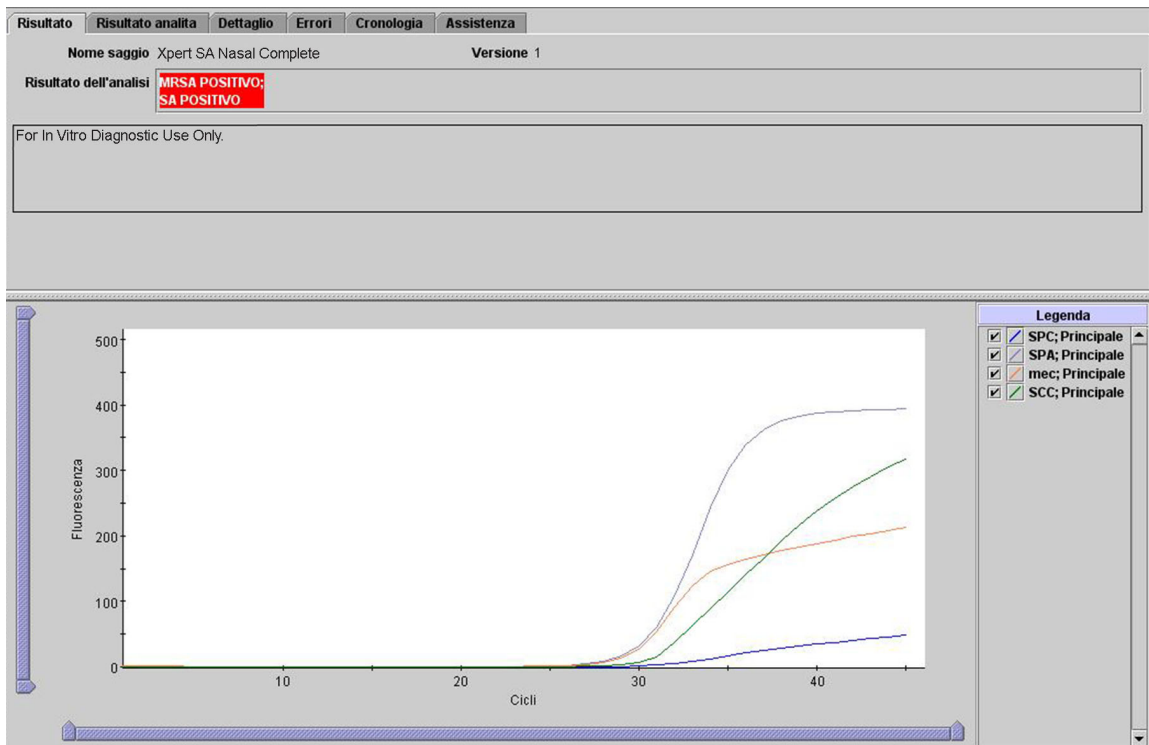 Risultato Risultato analita Dettaglio Errori Cronologia Assistenza
Nome saggio Xpert SA Nasal Complete Versione 1
Risultato dell'analisi MRSA POSITIVO;
SA POSITIVO
For In Vitro Diagnostic Use Only.
Legenda
SPC; Principale
SPA; Principale
mec; Principale
SCC; Principale
500
400
300
200
100
0
Fluorescenza
10 20 30 40
Cicli